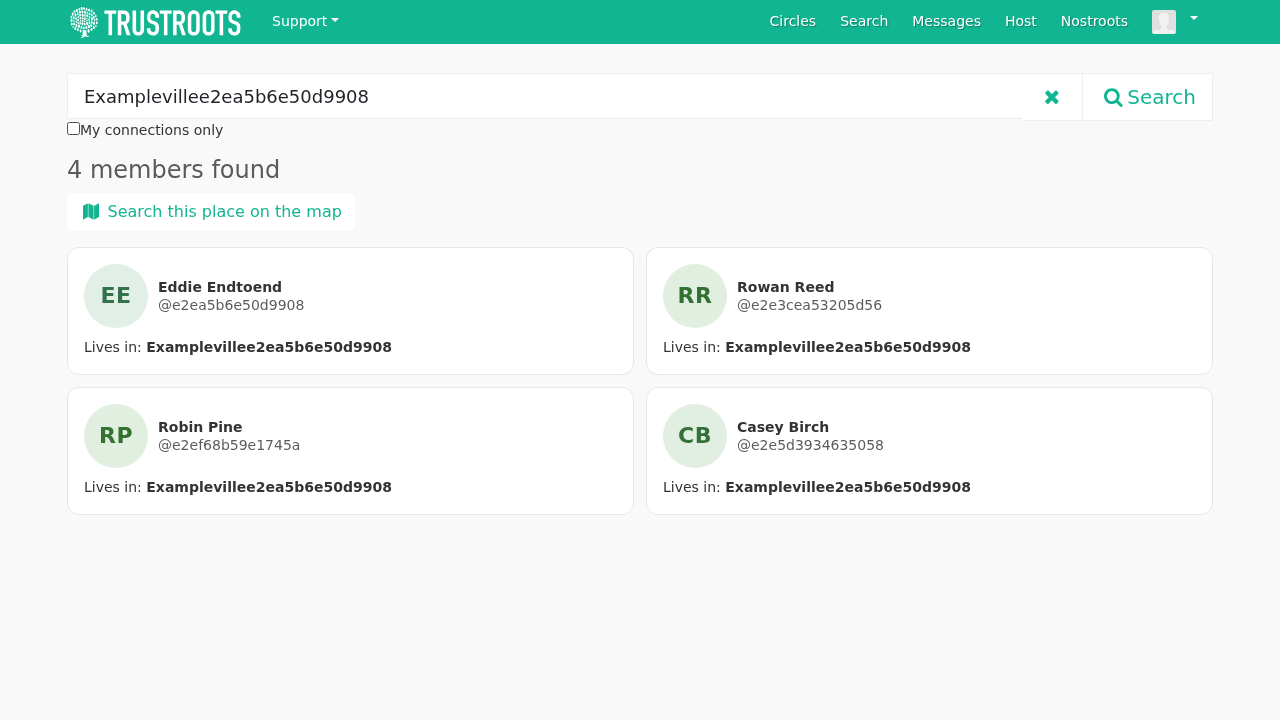 TRUSTROOTS Support Circles Search Messages Host Nostroots
Examplevillee2ea5b6e50d9908 Search
My connections only
4 members found
Search this place on the map
EE
Eddie Endtoend
@e2ea5b6e50d9908
Lives in: Examplevillee2ea5b6e50d9908
RR
Rowan Reed
@e2e3cea53205d56
Lives in: Examplevillee2ea5b6e50d9908
RP
Robin Pine
@e2ef68b59e1745a
Lives in: Examplevillee2ea5b6e50d9908
CB
Casey Birch
@e2e5d3934635058
Lives in: Examplevillee2ea5b6e50d9908